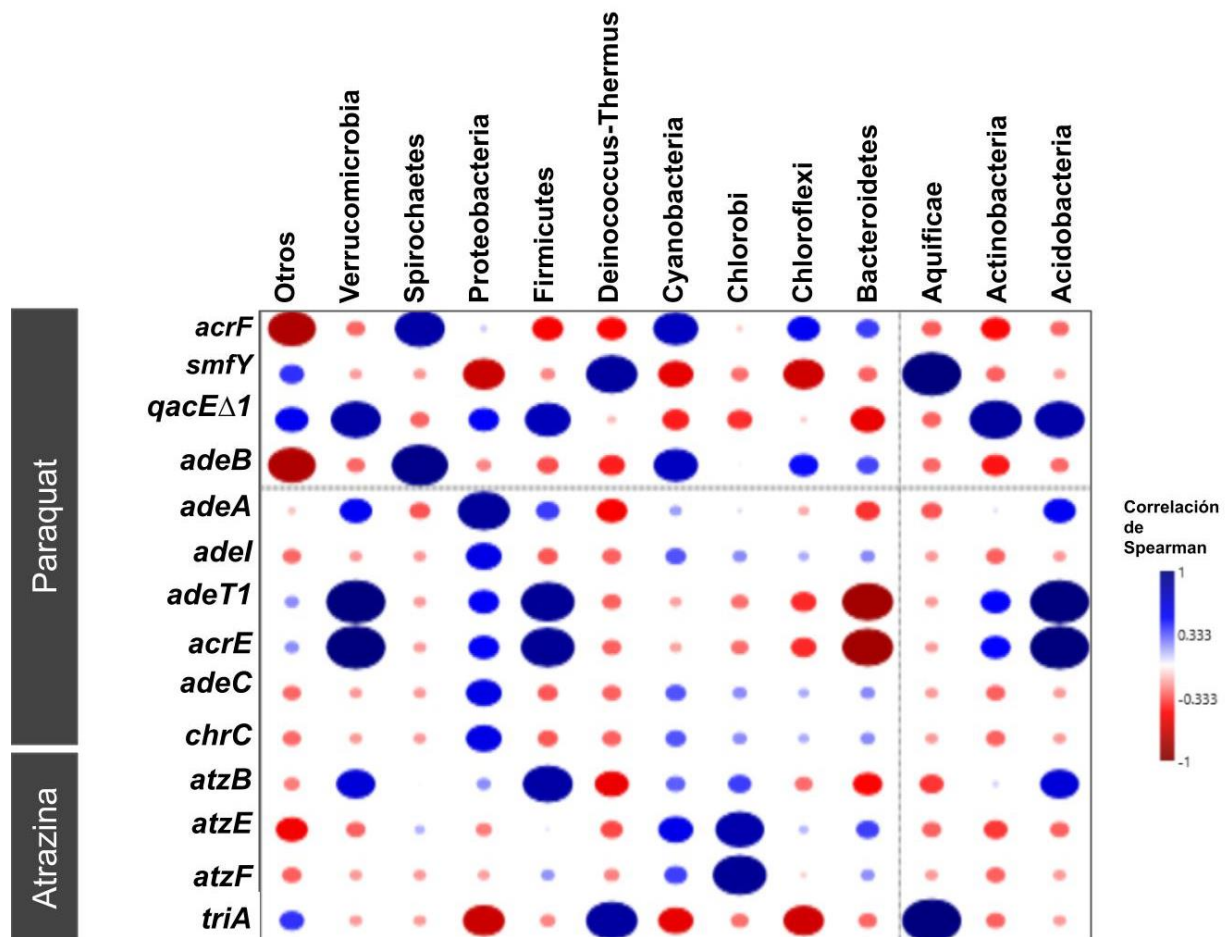 Otros
Verrucomicrobia
Spirochaetes
Proteobacteria
Firmicutes
Deinococcus-Thermus
Cyanobacteria
Chlorobi
Chloroflexi
Bacteroidetes
Aquificae
Actinobacteria
Acidobacteria
Paraquat
acrF
smfY
qacE∆1
adeB
adeA
adeI
adeT1
acrE
adeC
chrC
Atrazina
atzB
atzE
atzF
triA
Correlación
de
Spearman
1
0.333
-0.333
-1